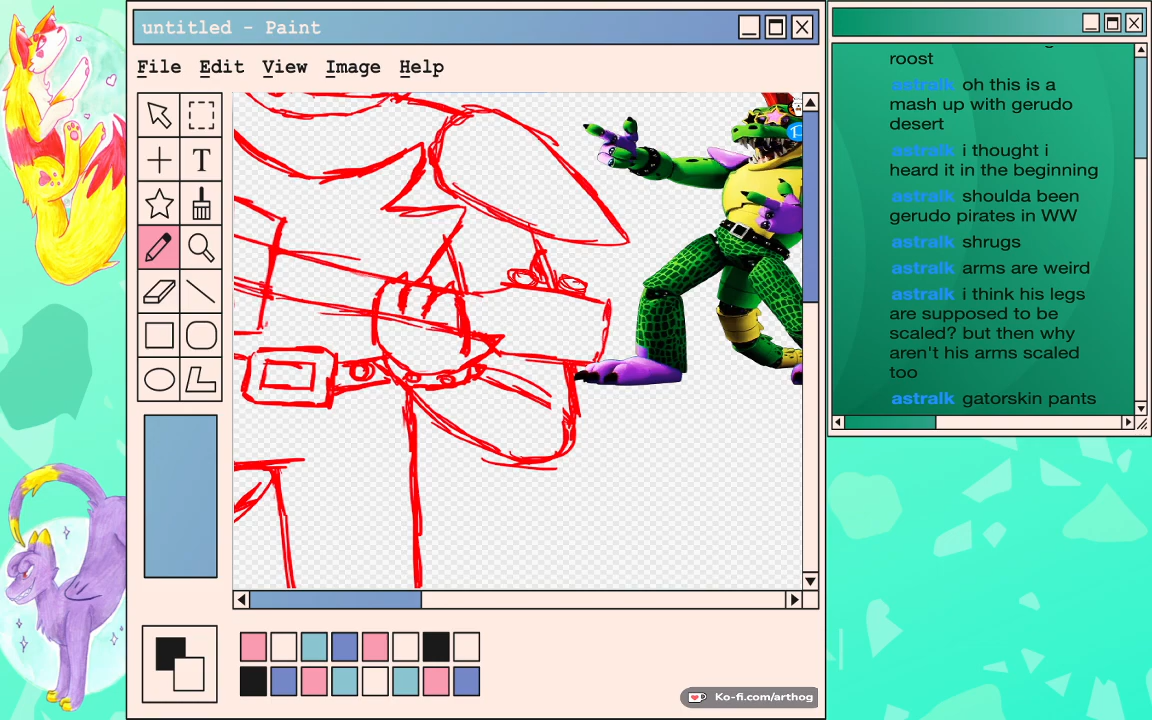 untitled - Paint
File Edit View Image Help
T
roost
astralk oh this is a
mash up with gerudo
desert
astralk i thought i
heard it in the beginning
astralk shoulda been
gerudo pirates in WW
astralk shrugs
astralk arms are weird
astralk i think his legs
are supposed to be
scaled? but then why
aren't his arms scaled
too
astralk gatorskin pants
Ko-fi.com/arthog